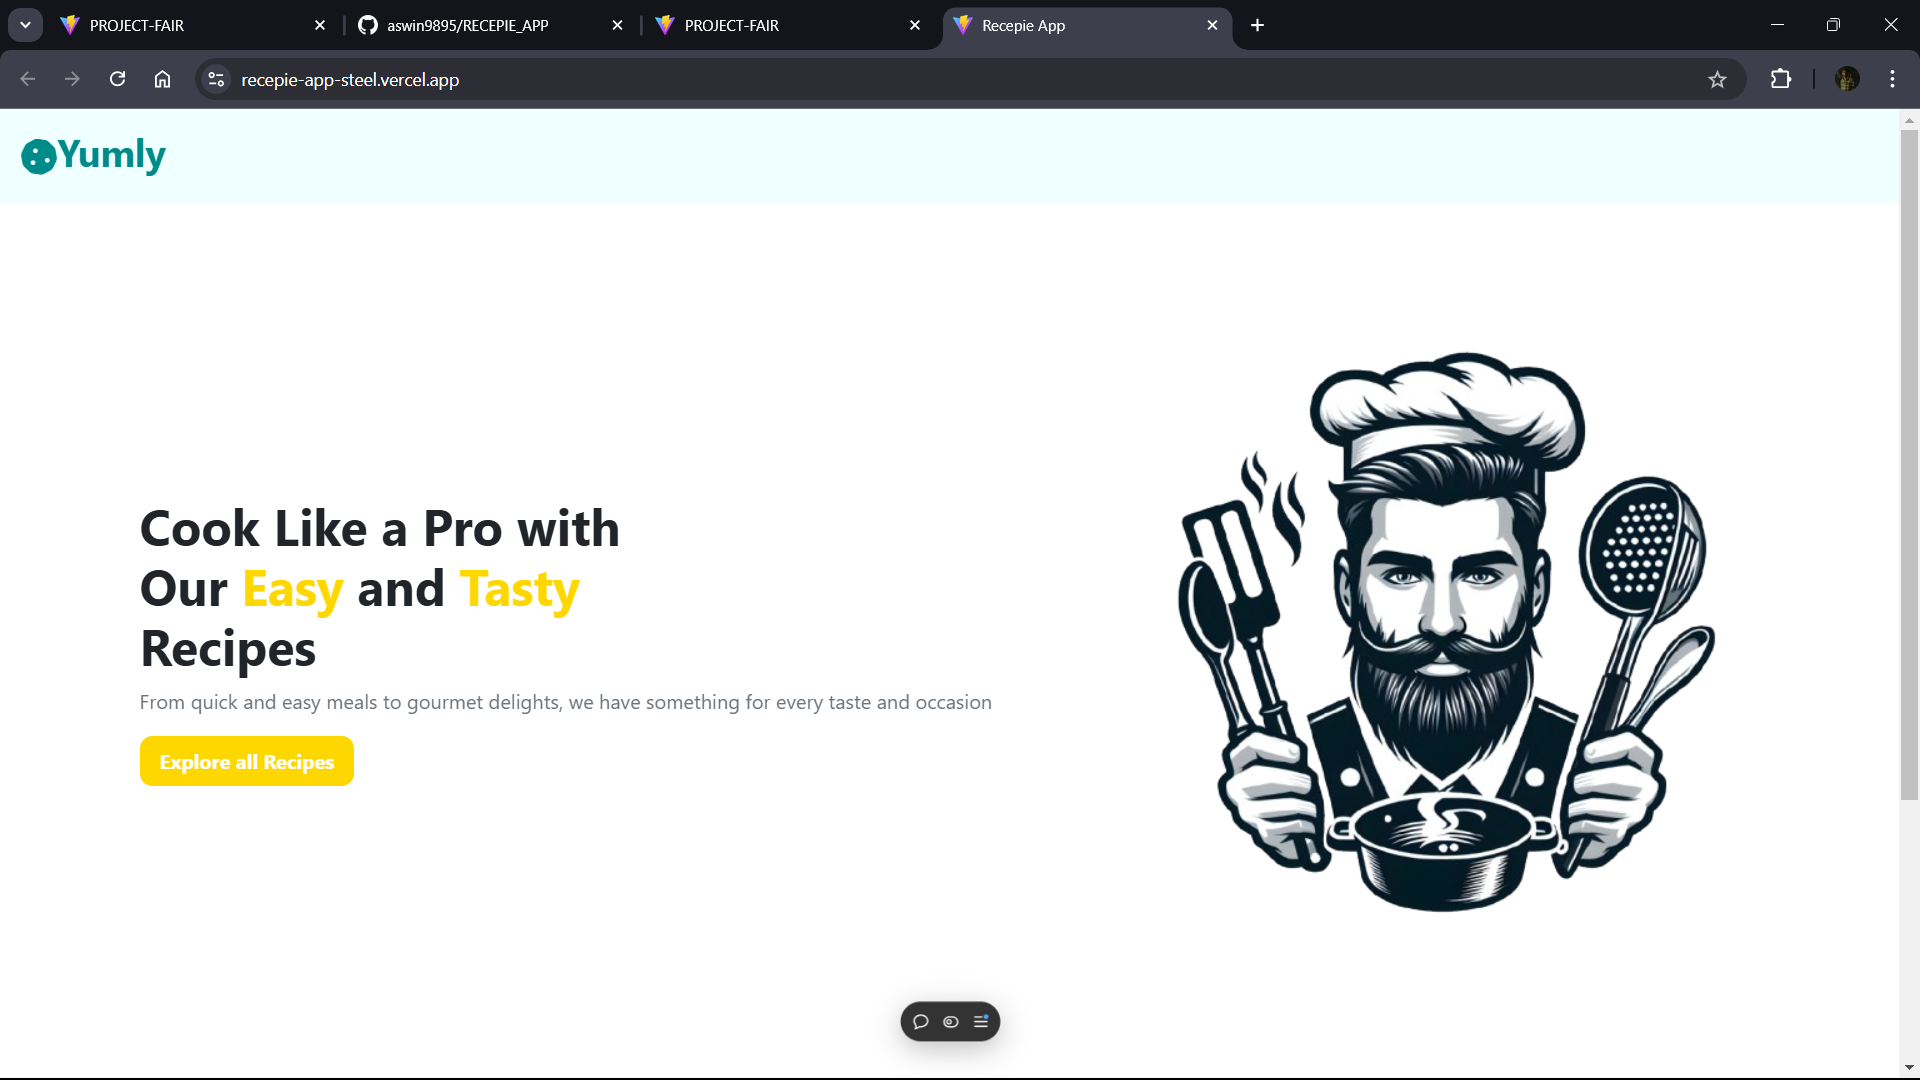 PROJECT-FAIR
aswin9895/RECEPIE_APP
PROJECT-FAIR
Recepie App
recepie-app-steel.vercel.app
Yumly
Cook Like a Pro with
Our Easy and Tasty
Recipes
From quick and easy meals to gourmet delights, we have something for every taste and occasion
Explore all Recipes